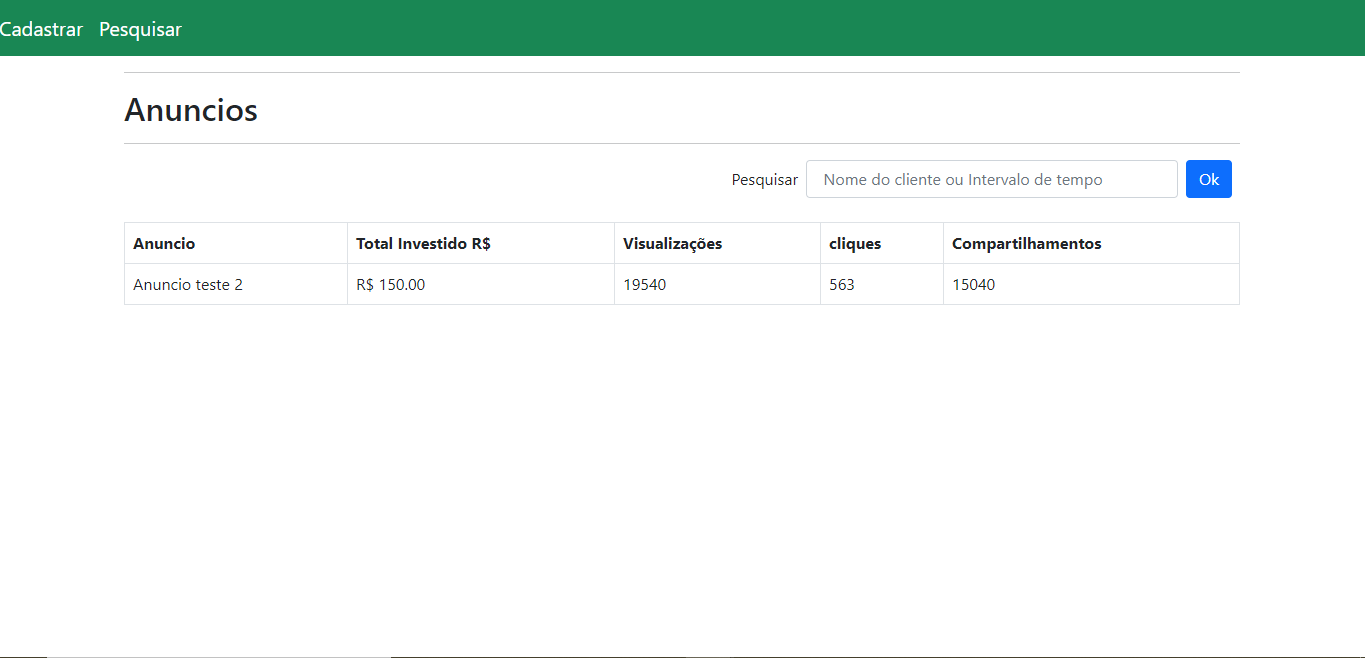 Cadastrar Pesquisar
Anuncios
Pesquisar Nome do cliente ou Intervalo de tempo Ok
Anuncio Total Investido R$ Visualizações cliques Compartilhamentos
Anuncio teste 2 R$ 150.00 19540 563 15040